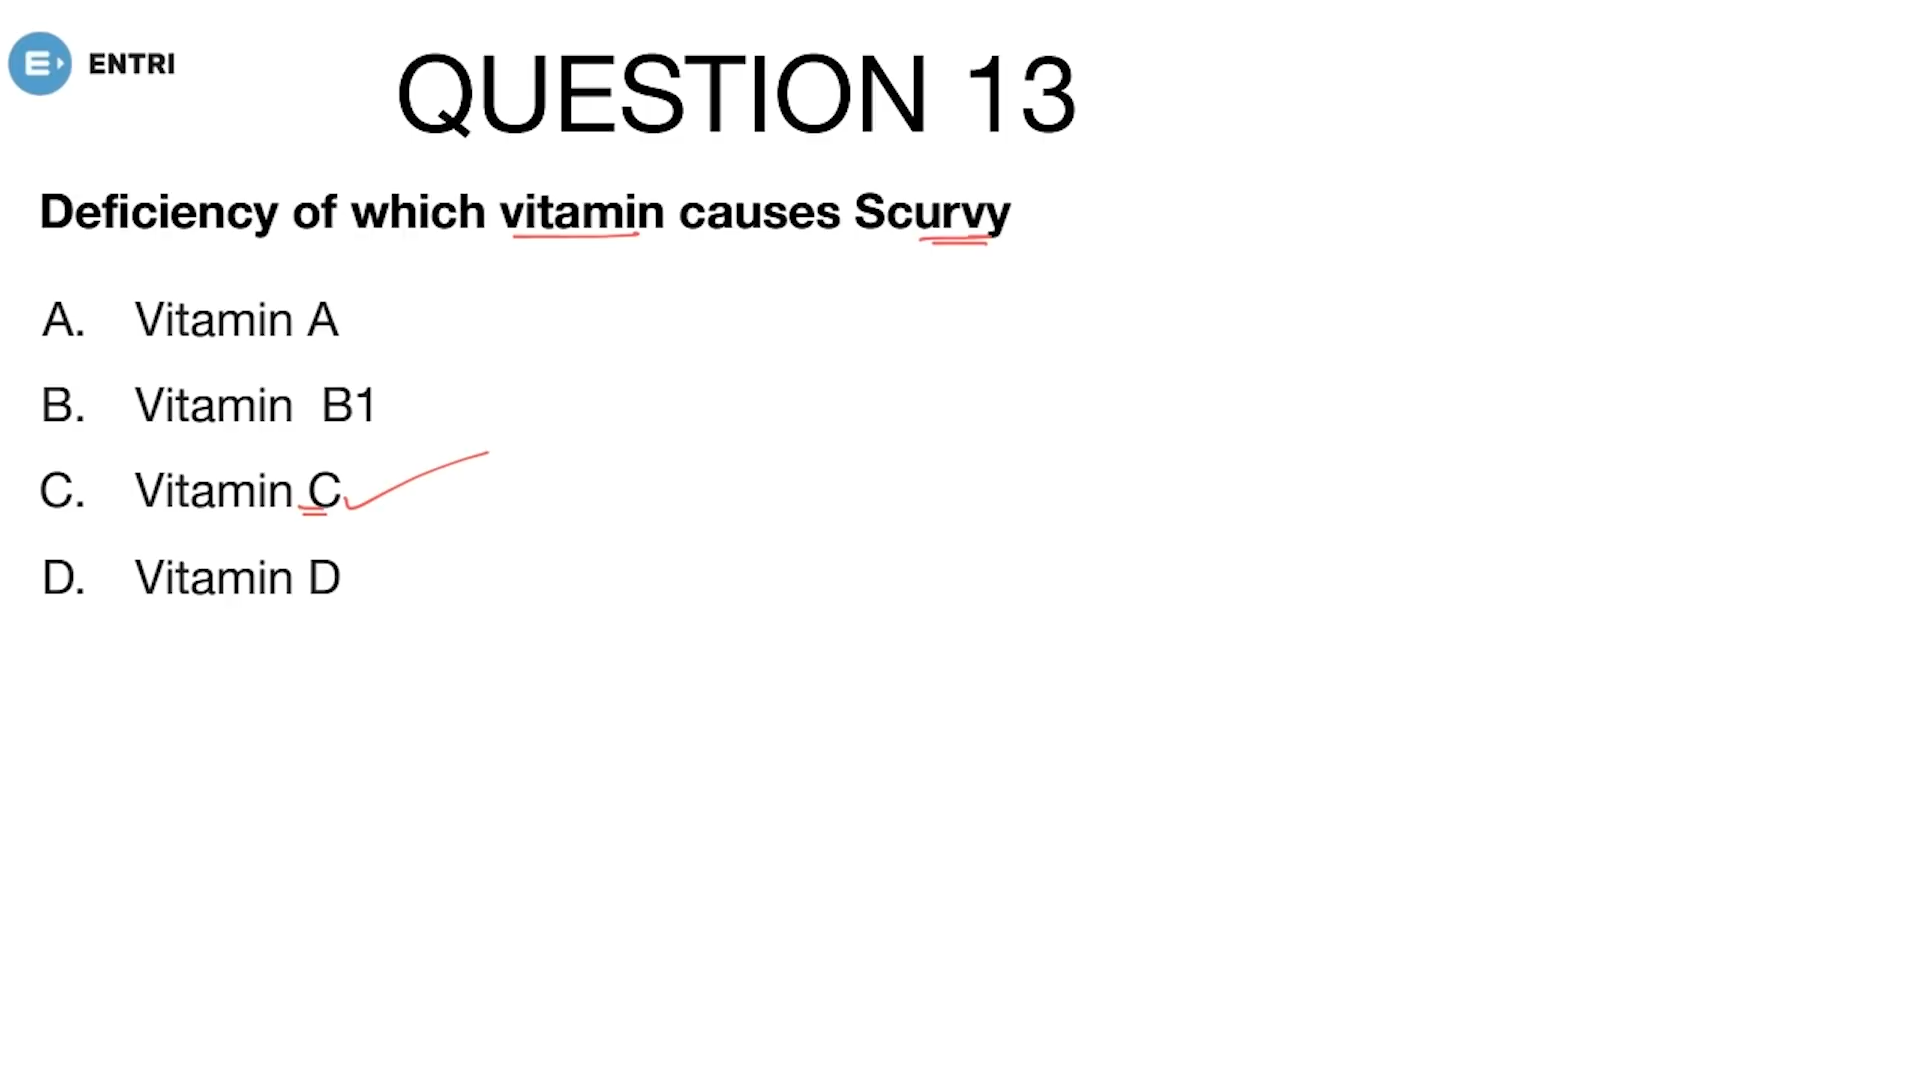 ENTRI
QUESTION 13
Deficiency of which vitamin causes Scurvy
A. Vitamin A
B. Vitamin B1
C. Vitamin C
D. Vitamin D